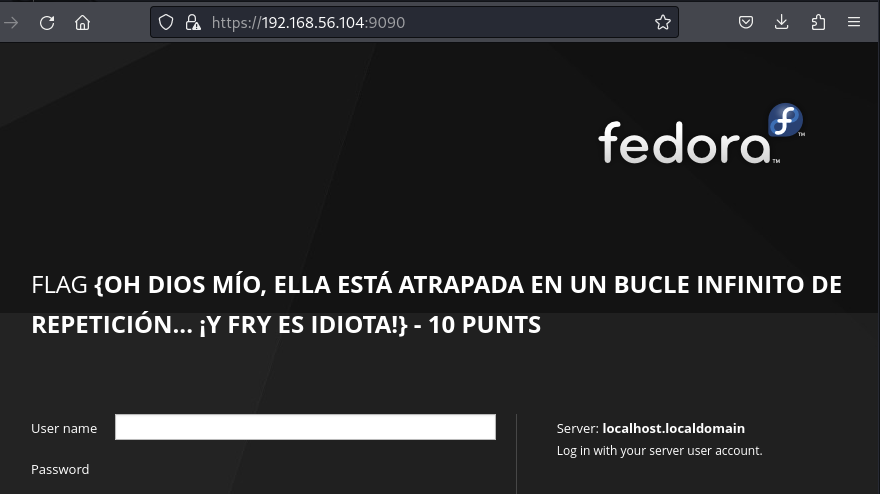 https://192.168.56.104:9090
fedora™
FLAG {OH DIOS MÍO, ELLA ESTÁ ATRAPADA EN UN BUCLE INFINITO DE
REPETICIÓN... ¡Y FRY ES IDIOTA!} - 10 PUNTS
User name
Server: localhost.localdomain
Log in with your server user account.
Password